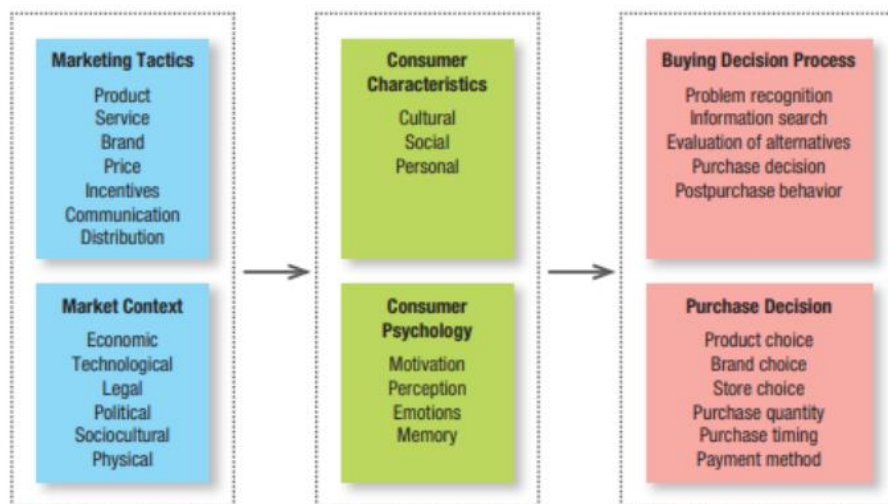 Marketing Tactics
Product
Service
Brand
Price
Incentives
Communication
Distribution
Market Context
Economic
Technological
Legal
Political
Sociocultural
Physical
Consumer
Characteristics
Cultural
Social
Personal
Consumer
Psychology
Motivation
Perception
Emotions
Memory
Buying Decision Process
Problem recognition
Information search
Evaluation of alternatives
Purchase decision
Postpurchase behavior
Purchase Decision
Product choice
Brand choice
Store choice
Purchase quantity
Purchase timing
Payment method